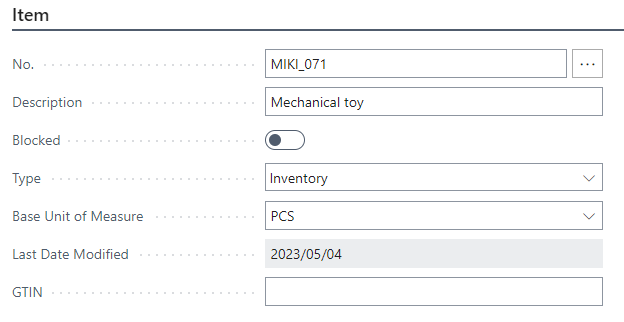 Item
No. MIKI_071 ...
Description Mechanical toy
Blocked
Type Inventory
Base Unit of Measure PCS
Last Date Modified 2023/05/04
GTIN